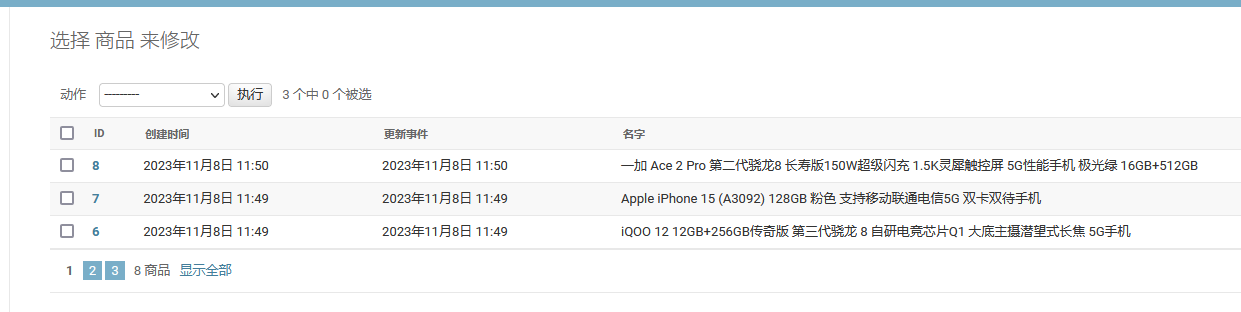 选择 商品 来修改
动作 --------- 执行 3 个中 0 个被选
ID 创建时间 更新事件 名字
8 2023年11月8日 11:50 2023年11月8日 11:50 一加 Ace 2 Pro 第二代骁龙8 长寿版150W超级闪充 1.5K灵犀触控屏 5G性能手机 极光绿 16GB+512GB
7 2023年11月8日 11:49 2023年11月8日 11:49 Apple iPhone 15 (A3092) 128GB 粉色 支持移动联通电信5G 双卡双待手机
6 2023年11月8日 11:49 2023年11月8日 11:49 iQOO 12 12GB+256GB传奇版 第三代骁龙 8 自研电竞芯片Q1 大底主摄潜望式长焦 5G手机
1 2 3 8 商品 显示全部